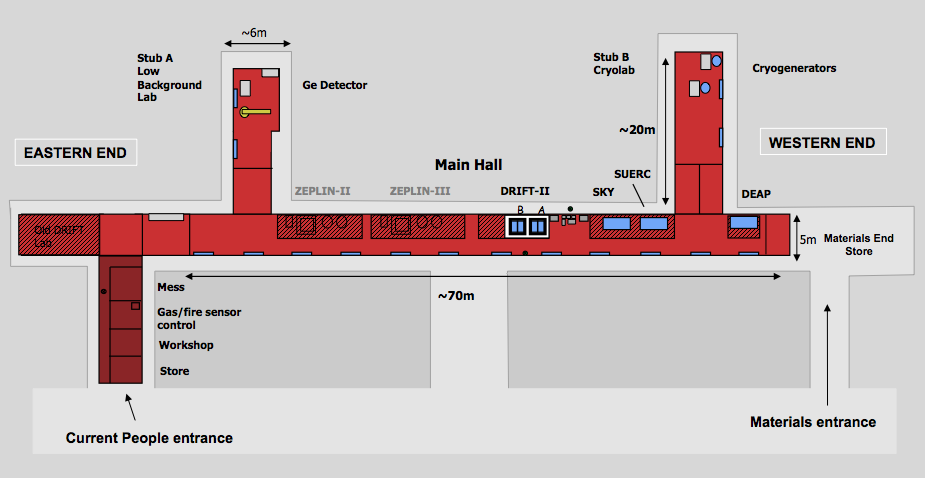 ~6m
Stub A
Low
Background
Lab
Ge Detector
Stub B
Cryolab
Cryogenerators
~20m
EASTERN END
WESTERN END
Main Hall
SUERC
ZEPLIN-II
ZEPLIN-III
DRIFT-II
SKY
DEAP
B
A
Old DRIFT
Lab
5m
Materials End
Store
Mess
~70m
Gas/fire sensor
control
Workshop
Store
Materials entrance
Current People entrance